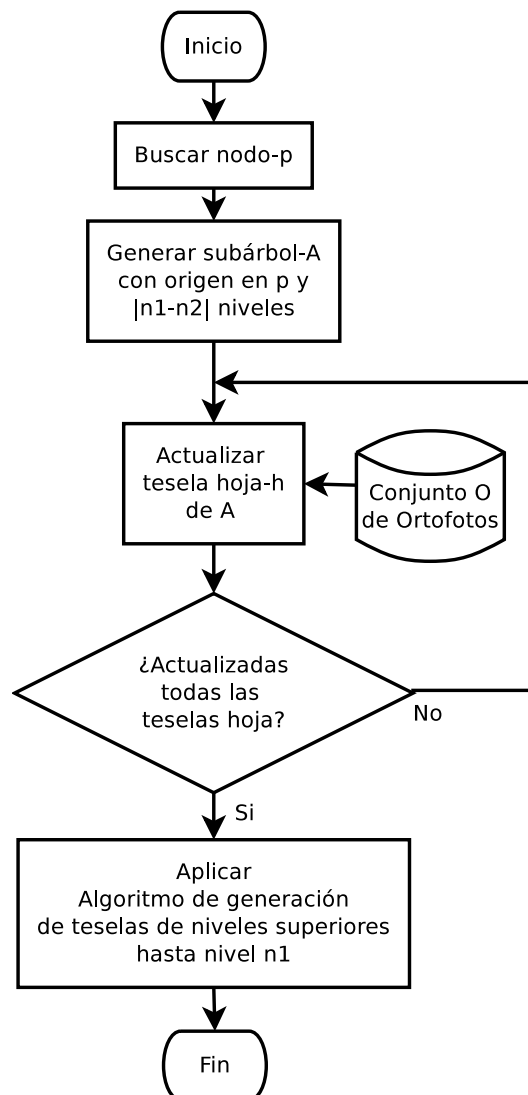 Inicio
Buscar nodo-p
Generar subárbol-A
con origen en p y
|n1-n2| niveles
Actualizar
tesela hoja-h
de A
Conjunto O
de Ortofotos
¿Actualizadas
todas las
teselas hoja?
No
Si
Aplicar
Algoritmo de generación
de teselas de niveles superiores
hasta nivel n1
Fin